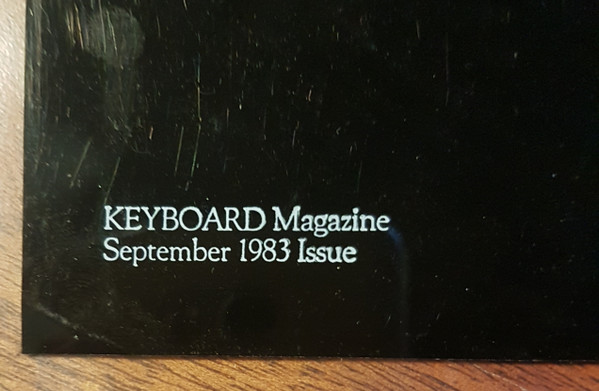 KEYBOARD Magazine
September 1983 Issue